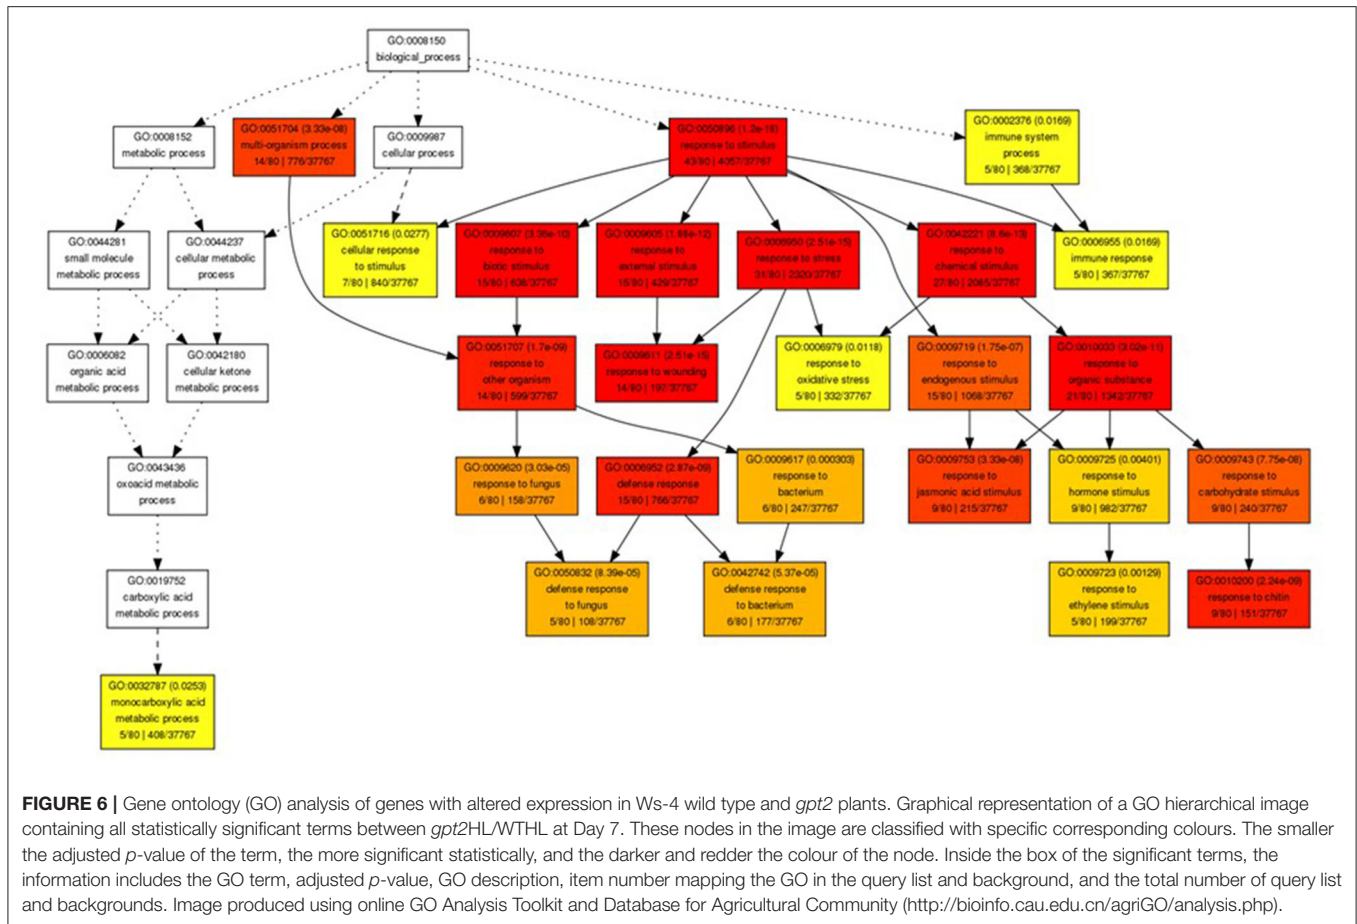 GO:0008150
biological_process
GO:0008152
metabolic process
GO:0051704 (3.33e-08)
multi-organism process
14/80 | 776/37767
GO:0009987
cellular process
GO:0050896 (1.2e-18)
response to stimulus
43/80 | 4057/37767
GO:0002376 (0.0169)
immune system
process
5/80 | 368/37767
GO:0044281
small molecule
metabolic process
GO:0044237
cellular metabolic
process
GO:0051716 (0.0277)
cellular response
to stimulus
7/80 | 840/37767
GO:0009607 (3.36e-10)
response to
biotic stimulus
15/80 | 636/37767
GO:0009605 (1.88e-12)
response to
external stimulus
15/80 | 429/37767
GO:0006950 (2.51e-15)
response to stress
31/80 | 2320/37767
GO:0042221 (8.6e-13)
response to
chemical stimulus
27/80 | 2085/37767
GO:0006955 (0.0169)
immune response
5/80 | 367/37767
GO:0006082
organic acid
metabolic process
GO:0042180
cellular ketone
metabolic process
GO:0051707 (1.7e-09)
response to
other organism
14/80 | 599/37767
GO:0009611 (2.51e-15)
response to wounding
14/80 | 197/37767
GO:0006979 (0.0118)
response to
oxidative stress
5/80 | 332/37767
GO:0009719 (1.75e-07)
response to
endogenous stimulus
15/80 | 1068/37767
GO:0010033 (3.02e-11)
response to
organic substance
21/80 | 1342/37767
GO:0043436
oxoacid metabolic
process
GO:0009620 (3.03e-05)
response to fungus
6/80 | 158/37767
GO:0006952 (2.87e-09)
defense response
15/80 | 766/37767
GO:0009617 (0.000303)
response to
bacterium
6/80 | 247/37767
GO:0009753 (3.33e-08)
response to
jasmonic acid stimulus
9/80 | 215/37767
GO:0009725 (0.00401)
response to
hormone stimulus
9/80 | 982/37767
GO:0009743 (7.75e-08)
response to
carbohydrate stimulus
9/80 | 240/37767
GO:0019752
carboxylic acid
metabolic process
GO:0050832 (8.39e-05)
defense response
to fungus
5/80 | 108/37767
GO:0042742 (5.37e-05)
defense response
to bacterium
6/80 | 177/37767
GO:0009723 (0.00129)
response to
ethylene stimulus
5/80 | 199/37767
GO:0010200 (2.24e-09)
response to chitin
9/80 | 151/37767
GO:0032787 (0.0253)
monocarboxylic acid
metabolic process
5/80 | 408/37767
FIGURE 6 | Gene ontology (GO) analysis of genes with altered expression in Ws-4 wild type and gpt2 plants. Graphical representation of a GO hierarchical image
containing all statistically significant terms between gpt2HL/WTHL at Day 7. These nodes in the image are classified with specific corresponding colours. The smaller
the adjusted p-value of the term, the more significant statistically, and the darker and redder the colour of the node. Inside the box of the significant terms, the
information includes the GO term, adjusted p-value, GO description, item number mapping the GO in the query list and background, and the total number of query list
and backgrounds. Image produced using online GO Analysis Toolkit and Database for Agricultural Community (http://bioinfo.cau.edu.cn/agriGO/analysis.php).